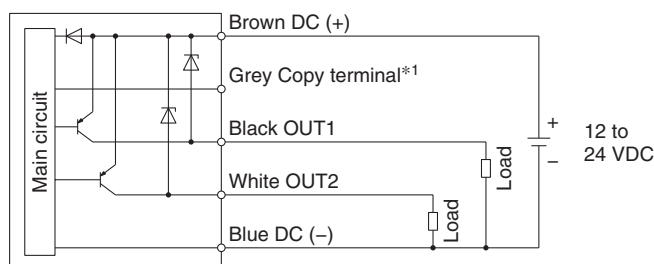 Brown DC (+)
Grey Copy terminal*1
Main circuit
Black OUT1
+
12 to
24 VDC
−
Load
White OUT2
Load
Blue DC (−)